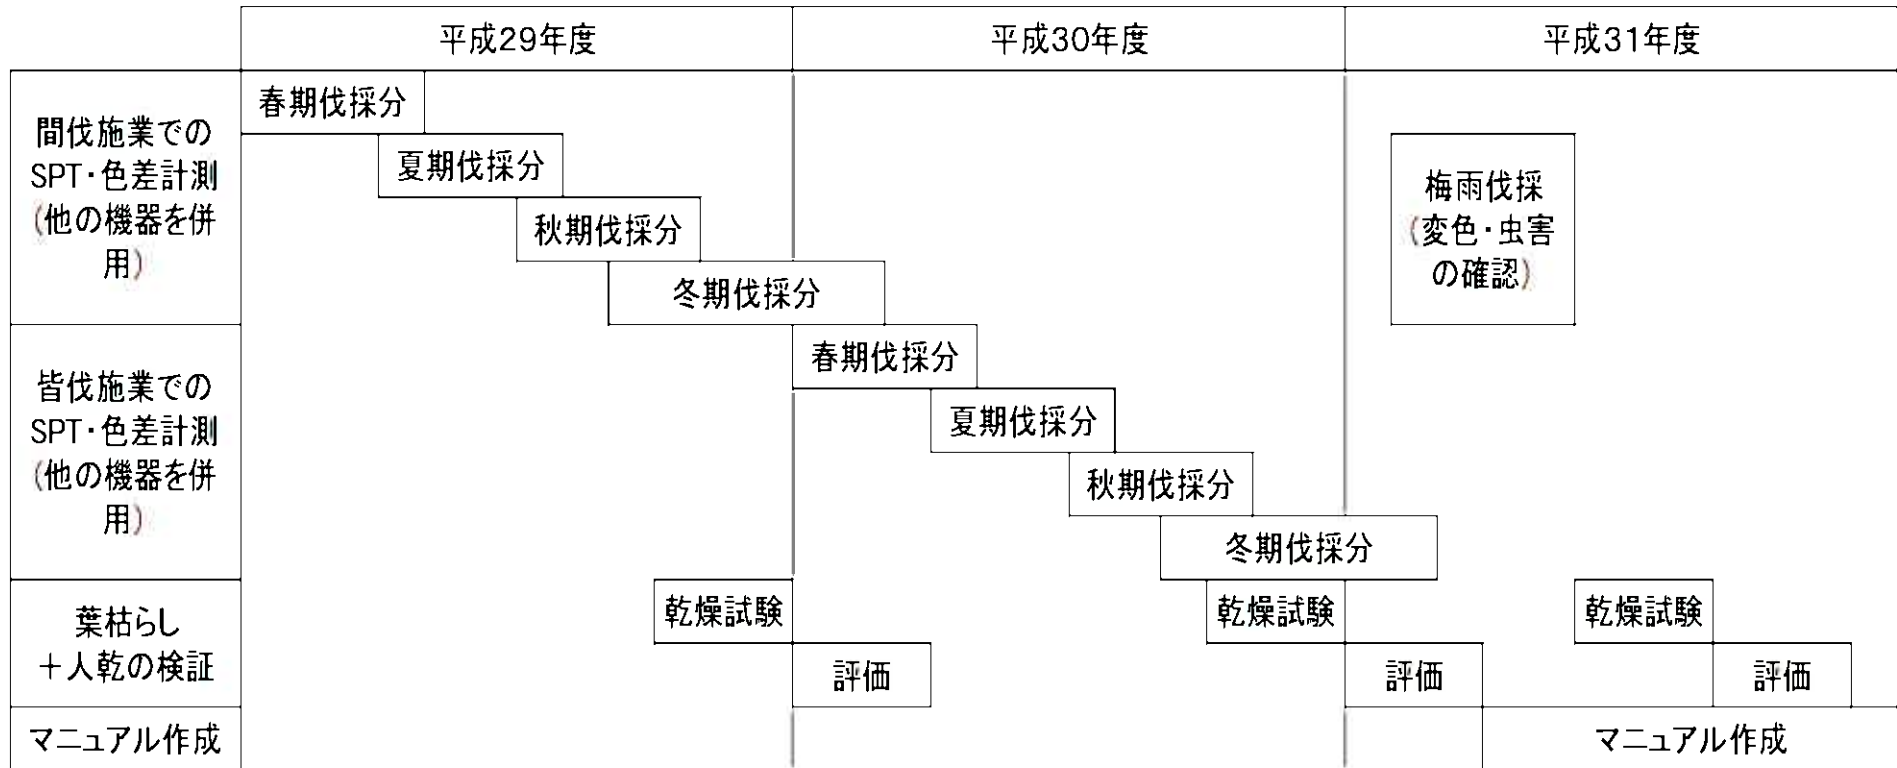 平成29年度
平成30年度
平成31年度
間伐施業での
SPT・色差計測
(他の機器を併
用)
春期伐採分
夏期伐採分
秋期伐採分
冬期伐採分
梅雨伐採
(変色・虫害
の確認)
皆伐施業での
SPT・色差計測
(他の機器を併
用)
春期伐採分
夏期伐採分
秋期伐採分
冬期伐採分
葉枯らし
+人乾の検証
乾燥試験
乾燥試験
乾燥試験
評価
評価
評価
マニュアル作成
マニュアル作成